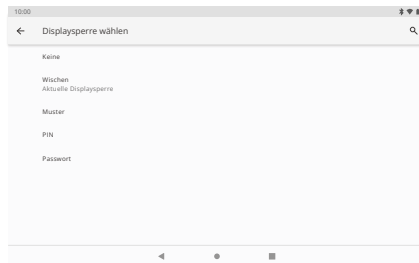 10:00
Displaysperre wählen
Keine
Wischen
Aktuelle Displaysperre
Muster
PIN
Passwort